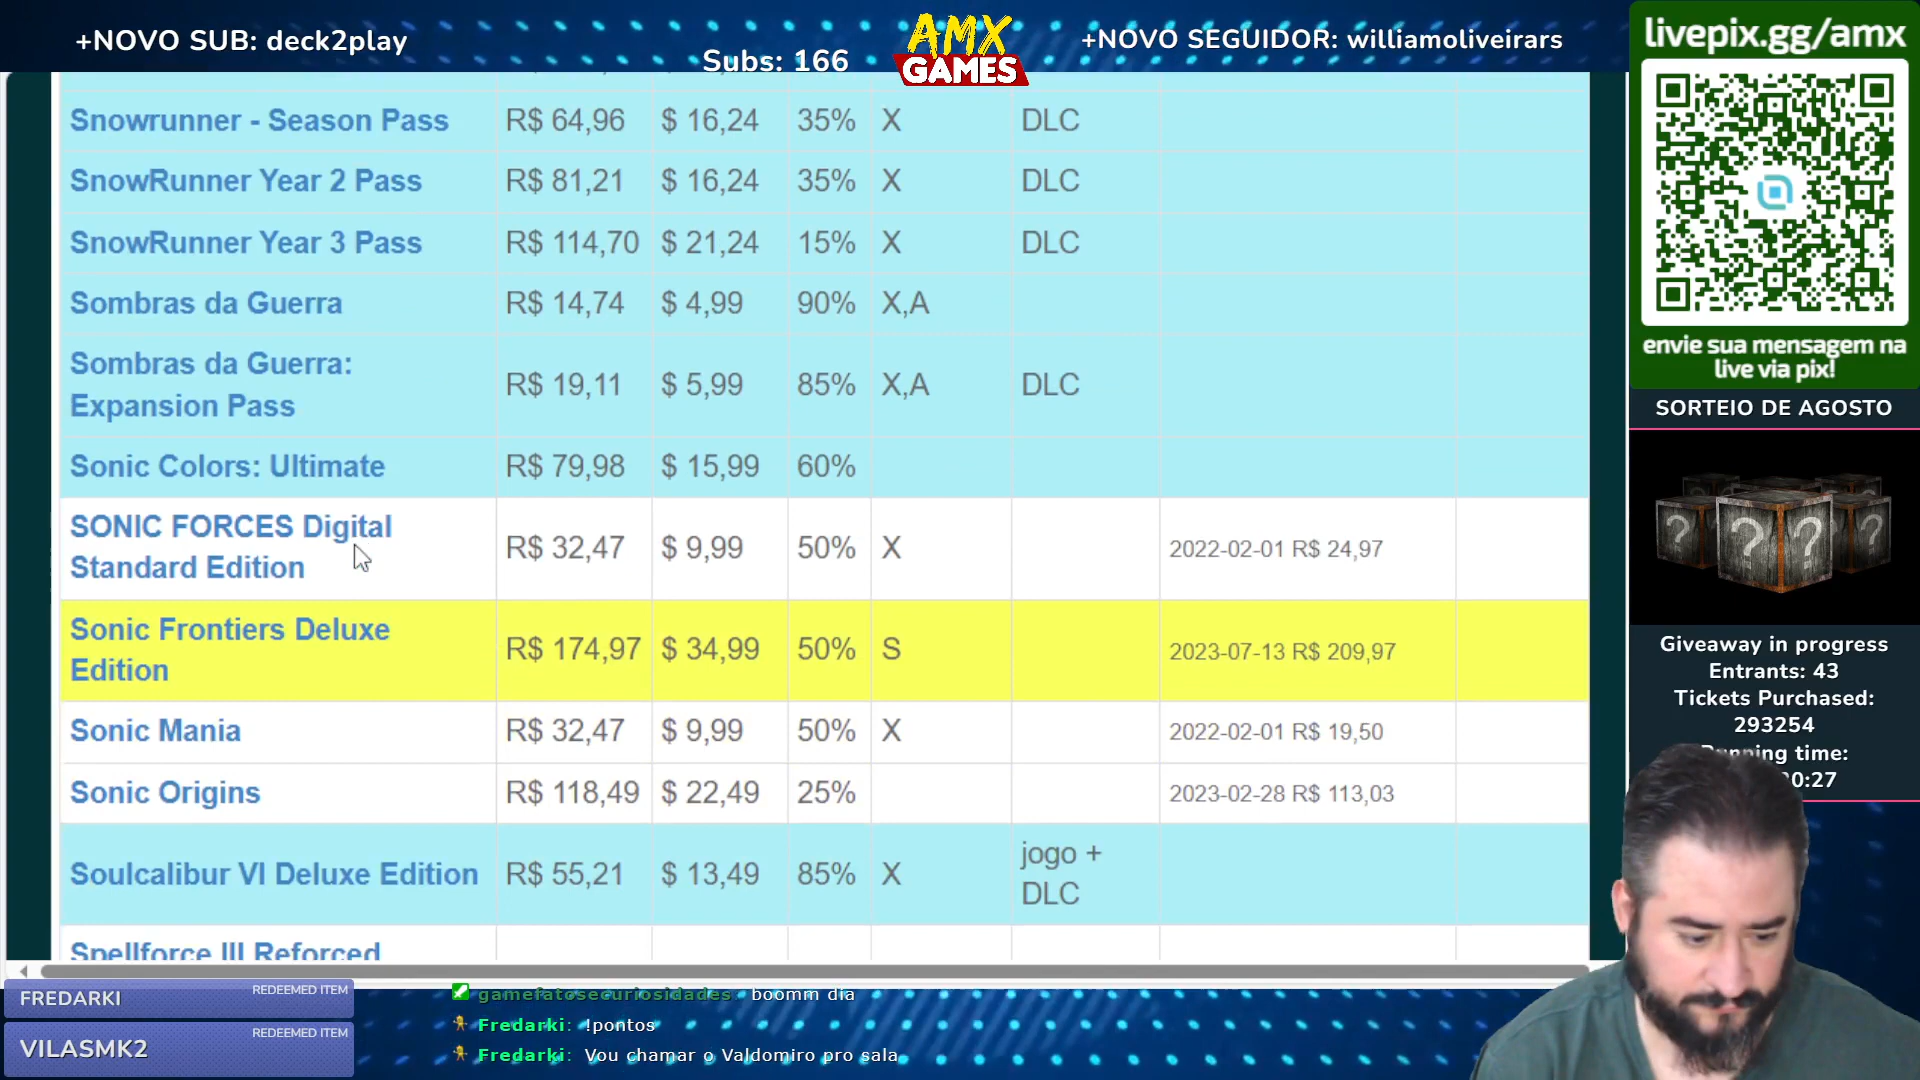 +NOVO SUB: deck2play
Subs: 166
AMX
GAMES
+NOVO SEGUIDOR: williamoliveirars
livepix.gg/amx
envie sua mensagem na
live via pix!
SORTEIO DE AGOSTO
? ? ?
Giveaway in progress
Entrants: 43
Tickets Purchased:
293254
time:
0:27
Snowrunner - Season Pass R$ 64,96 $ 16,24 35% X DLC
SnowRunner Year 2 Pass R$ 81,21 $ 16,24 35% X DLC
SnowRunner Year 3 Pass R$ 114,70 $ 21,24 15% X DLC
Sombras da Guerra R$ 14,74 $ 4,99 90% X,A
Sombras da Guerra:
Expansion Pass R$ 19,11 $ 5,99 85% X,A DLC
Sonic Colors: Ultimate R$ 79,98 $ 15,99 60%
SONIC FORCES Digital
Standard Edition R$ 32,47 $ 9,99 50% X 2022-02-01 R$ 24,97
Sonic Frontiers Deluxe
Edition R$ 174,97 $ 34,99 50% S 2023-07-13 R$ 209,97
Sonic Mania R$ 32,47 $ 9,99 50% X 2022-02-01 R$ 19,50
Sonic Origins R$ 118,49 $ 22,49 25% 2023-02-28 R$ 113,03
Soulcalibur VI Deluxe Edition R$ 55,21 $ 13,49 85% X jogo +
DLC
Spellforce III Reforced
FREDARKI REDEEMED ITEM
VILASMK2 REDEEMED ITEM
gamefatosecuriosidades: boomm dia
Fredarki: !pontos
Fredarki: Vou chamar o Valdomiro pro sala